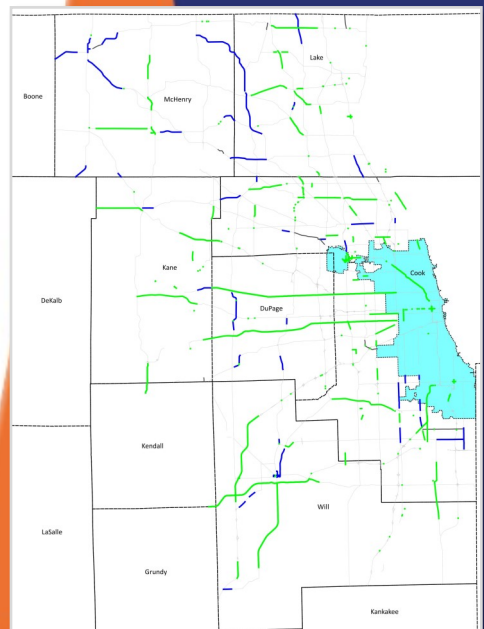 Lake
Boone
McHenry
Cook
Kane
DeKalb
DuPage
Kendall
Will
LaSalle
Grundy
Kankakee